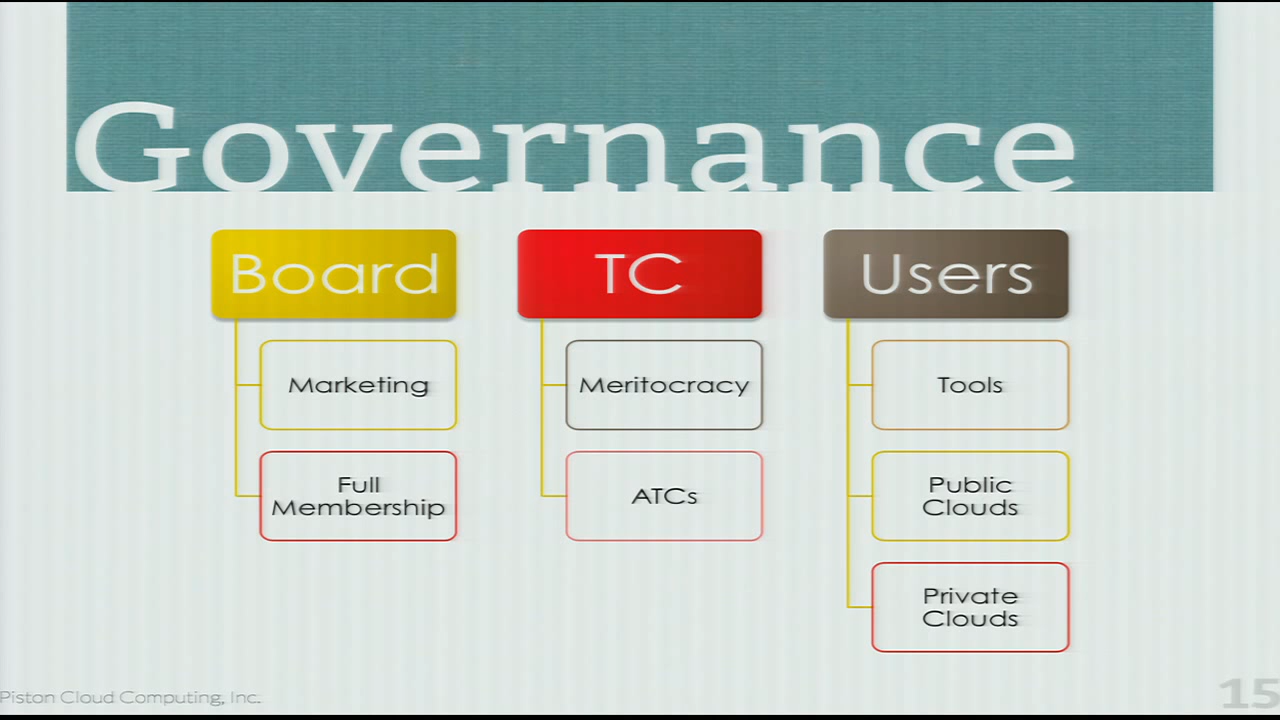 Governance
Board
TC
Users
Marketing
Meritocracy
Tools
Full
Membership
ATCs
Public
Clouds
Private
Clouds
Piston Cloud Computing, Inc.
15